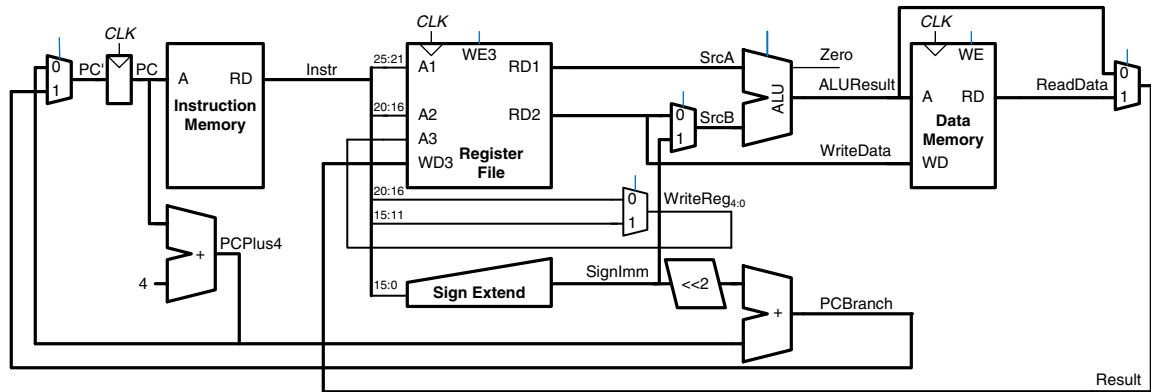 CLK
CLK
CLK
0
1
PC'
PC
A
RD
Instruction
Memory
Instr
25:21
20:16
A1
WE3
RD1
A2
RD2
A3
WD3
Register
File
SrcA
0
1
SrcB
ALU
Zero
ALUResult
WriteData
WE
A
RD
Data
Memory
WD
ReadData
0
1
20:16
15:11
0
1
WriteReg4:0
4
+
PCPlus4
15:0
Sign Extend
SignImm
<<2
+
PCBranch
Result